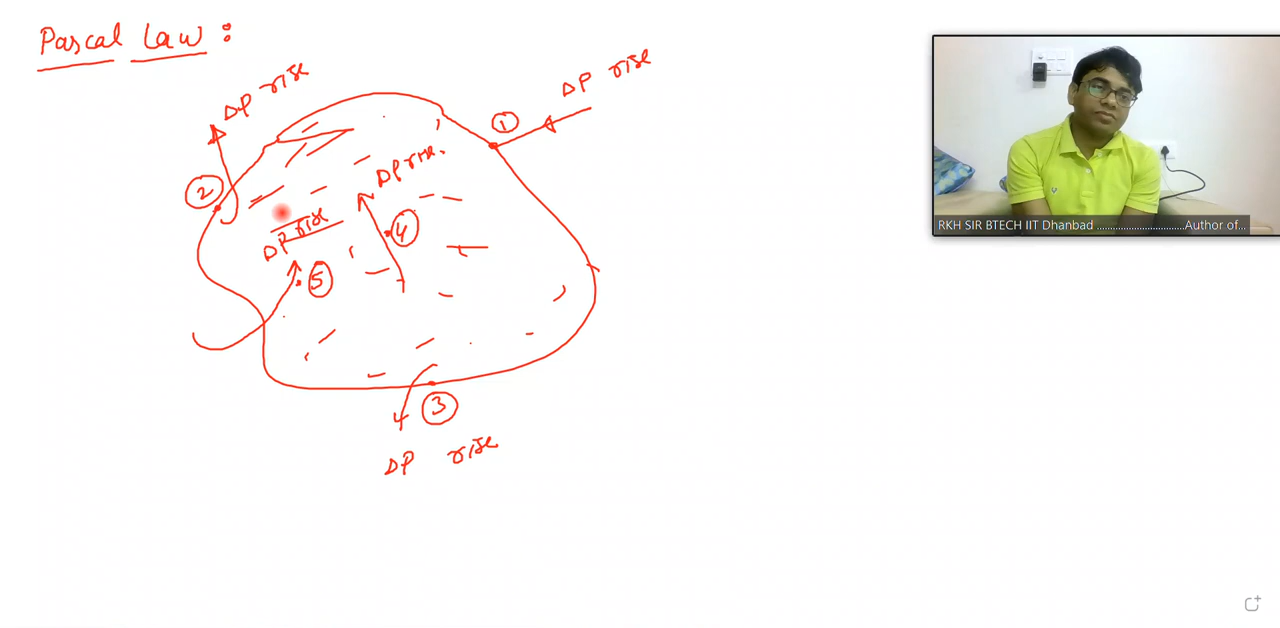 Pascal Law :
ΔP rise
ΔP rise
①
ΔP rise.
②
④
ΔP rise
⑤
③
ΔP rise
RKH SIR BTECH IIT Dhanbad ..................................Author of...